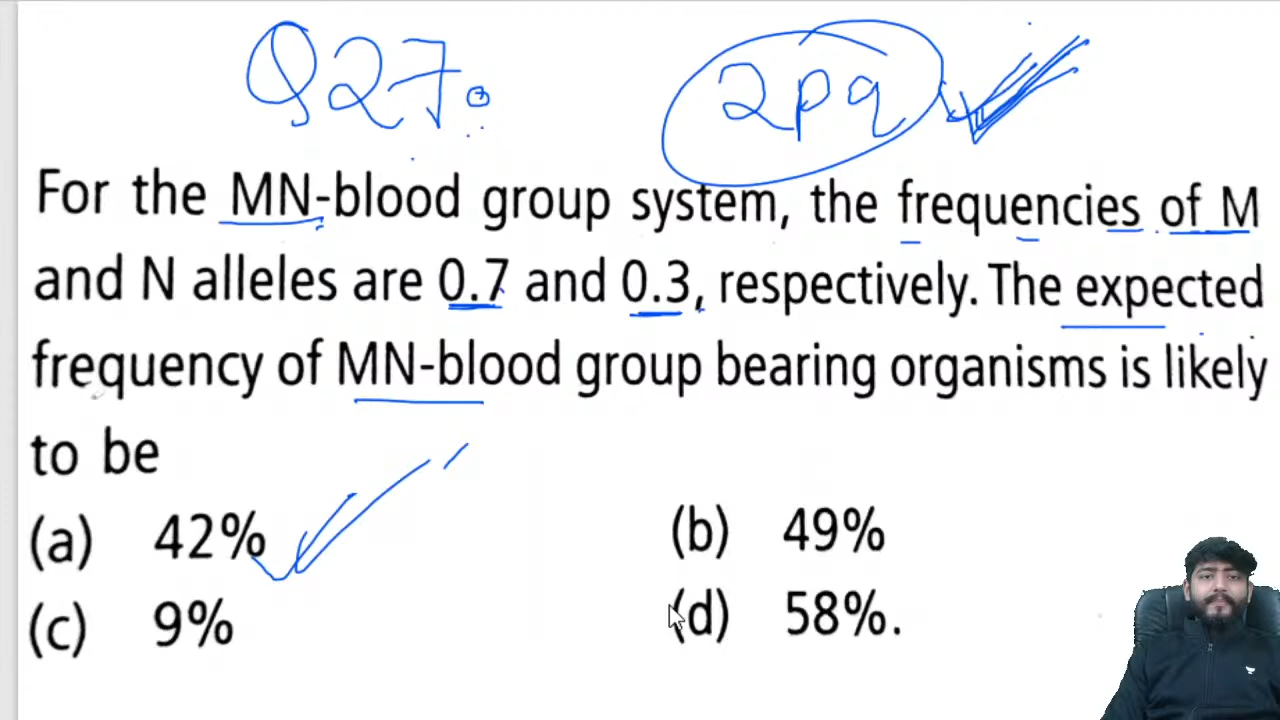 Q27.
2pq
For the MN-blood group system, the frequencies of M
and N alleles are 0.7 and 0.3, respectively. The expected
frequency of MN-blood group bearing organisms is likely
to be
(a) 42%
(b) 49%
(c) 9%
(d) 58%.